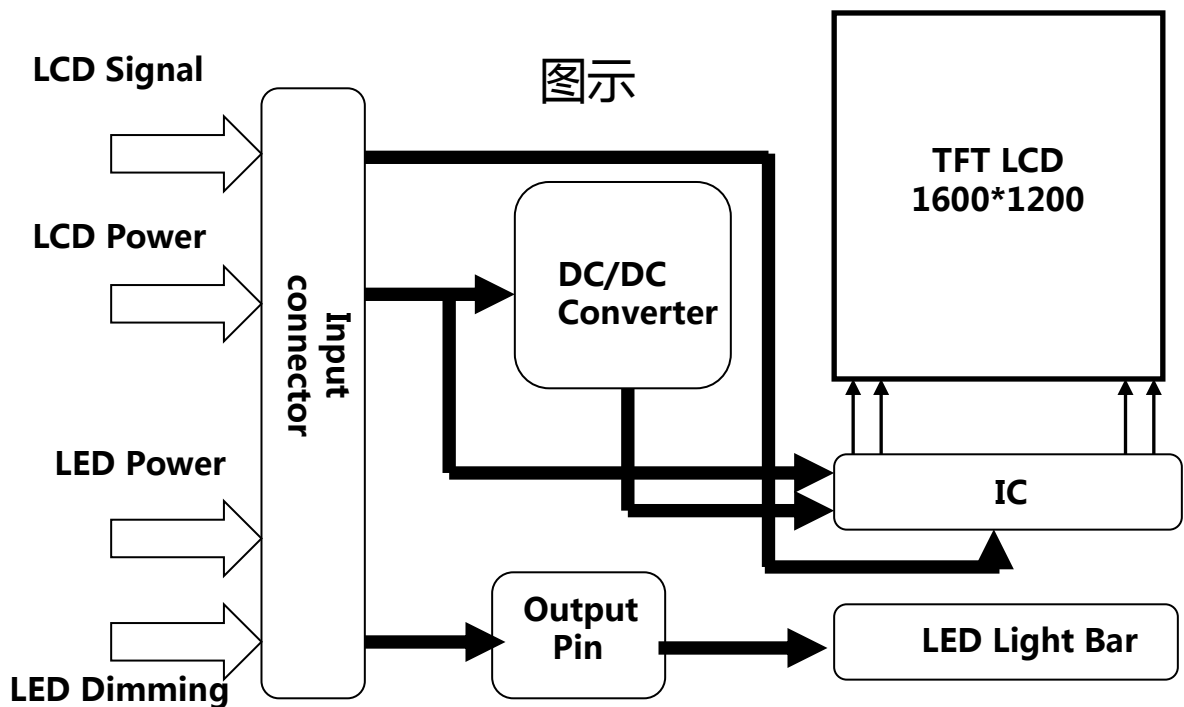 LCD Signal
图示
TFT LCD
1600*1200
LCD Power
DC/DC
Converter
Input
connector
LED Power
IC
Output
Pin
LED Light Bar
LED Dimming